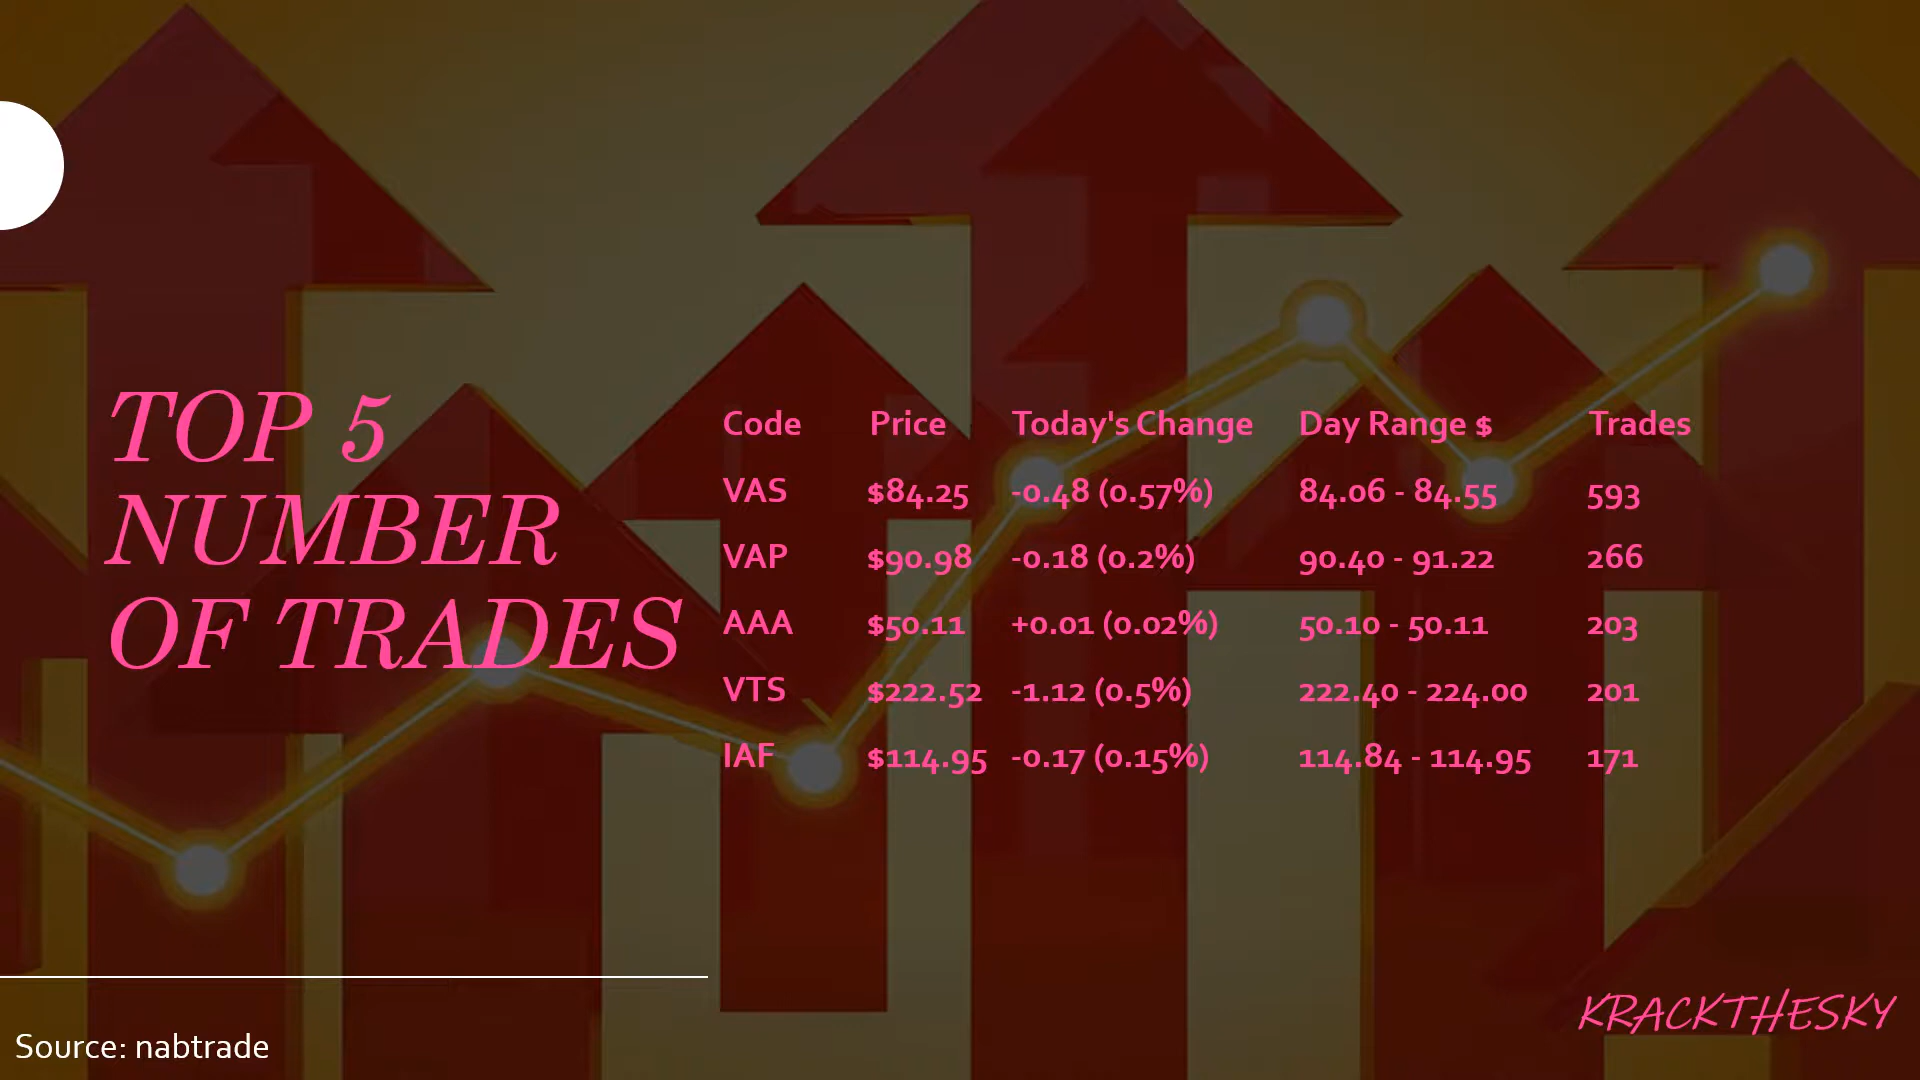 TOP 5
NUMBER
OF TRADES
Code Price Today's Change Day Range $ Trades
VAS $84.25 -0.48 (0.57%) 84.06 - 84.55 593
VAP $90.98 -0.18 (0.2%) 90.40 - 91.22 266
AAA $50.11 +0.01 (0.02%) 50.10 - 50.11 203
VTS $222.52 -1.12 (0.5%) 222.40 - 224.00 201
IAF $114.95 -0.17 (0.15%) 114.84 - 114.95 171
Source: nabtrade
KRACKTHESKY